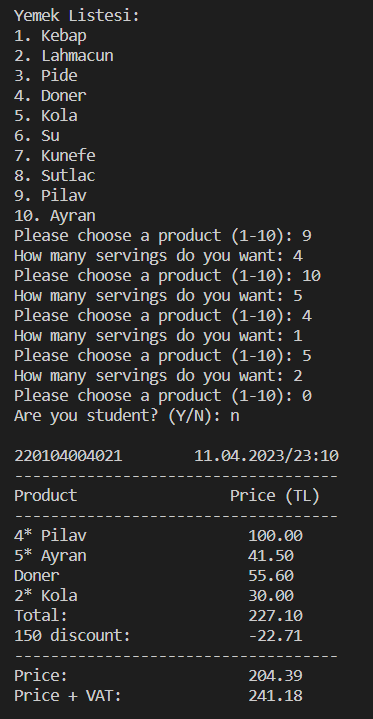 Yemek Listesi:
1. Kebap
2. Lahmacun
3. Pide
4. Doner
5. Kola
6. Su
7. Kunefe
8. Sutlac
9. Pilav
10. Ayran
Please choose a product (1-10): 9
How many servings do you want: 4
Please choose a product (1-10): 10
How many servings do you want: 5
Please choose a product (1-10): 4
How many servings do you want: 1
Please choose a product (1-10): 5
How many servings do you want: 2
Please choose a product (1-10): 0
Are you student? (Y/N): n
220104004021        11.04.2023/23:10
------------------------------------
Product                 Price (TL)
------------------------------------
4* Pilav                  100.00
5* Ayran                  41.50
Doner                     55.60
2* Kola                   30.00
Total:                    227.10
150 discount:             -22.71
------------------------------------
Price:                    204.39
Price + VAT:              241.18